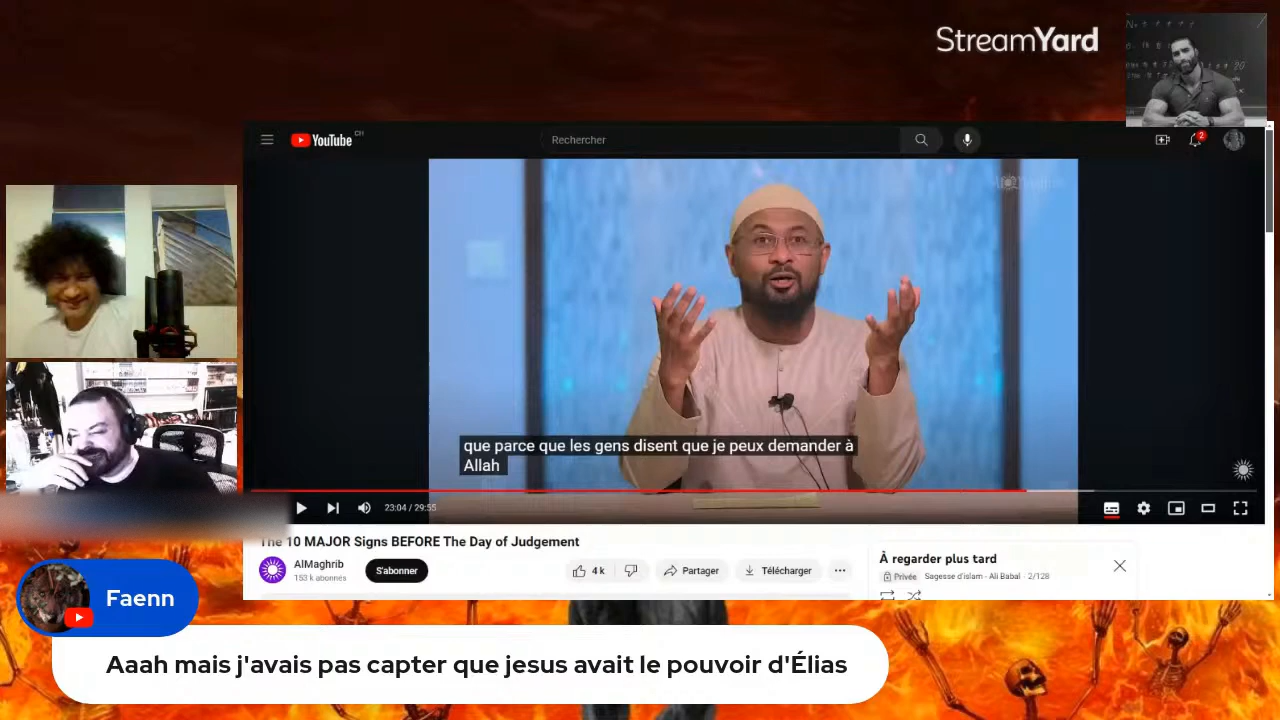 StreamYard
YouTube CH
Rechercher
2
que parce que les gens disent que je peux demander à
Allah
23:04 / 29:55
The 10 MAJOR Signs BEFORE The Day of Judgement
AlMaghrib
153 k abonnés
S'abonner
4 k
Partager
Télécharger
À regarder plus tard
Privée
Sagesse d'islam - Ali Babal · 2/128
Faenn
Aaah mais j'avais pas capter que jesus avait le pouvoir d'Élias